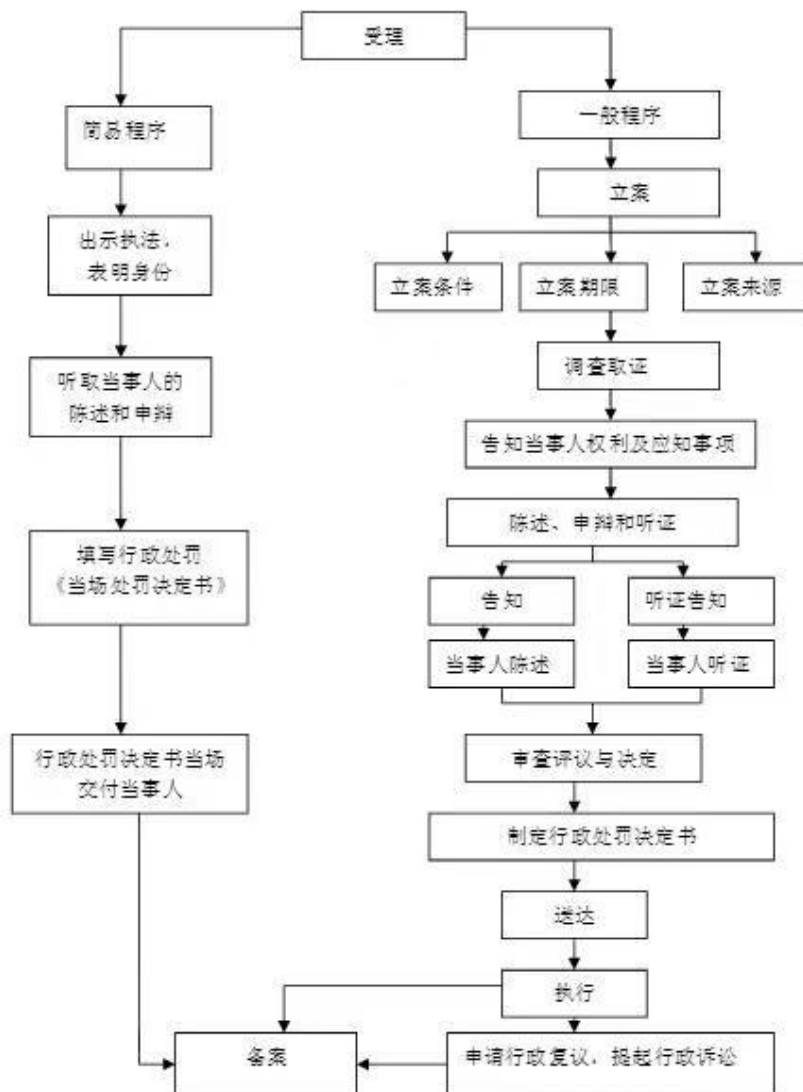 受理
简易程序
一般程序
立案
出示执法，
表明身份
立案条件
立案期限
立案来源
调查取证
听取当事人的
陈述和申辩
告知当事人权利及应知事项
陈述、申辩和听证
填写行政处罚
《当场处罚决定书》
告知
听证告知
当事人陈述
当事人听证
行政处罚决定书当场
交付当事人
审查评议与决定
制定行政处罚决定书
送达
执行
备案
申请行政复议，提起行政诉讼